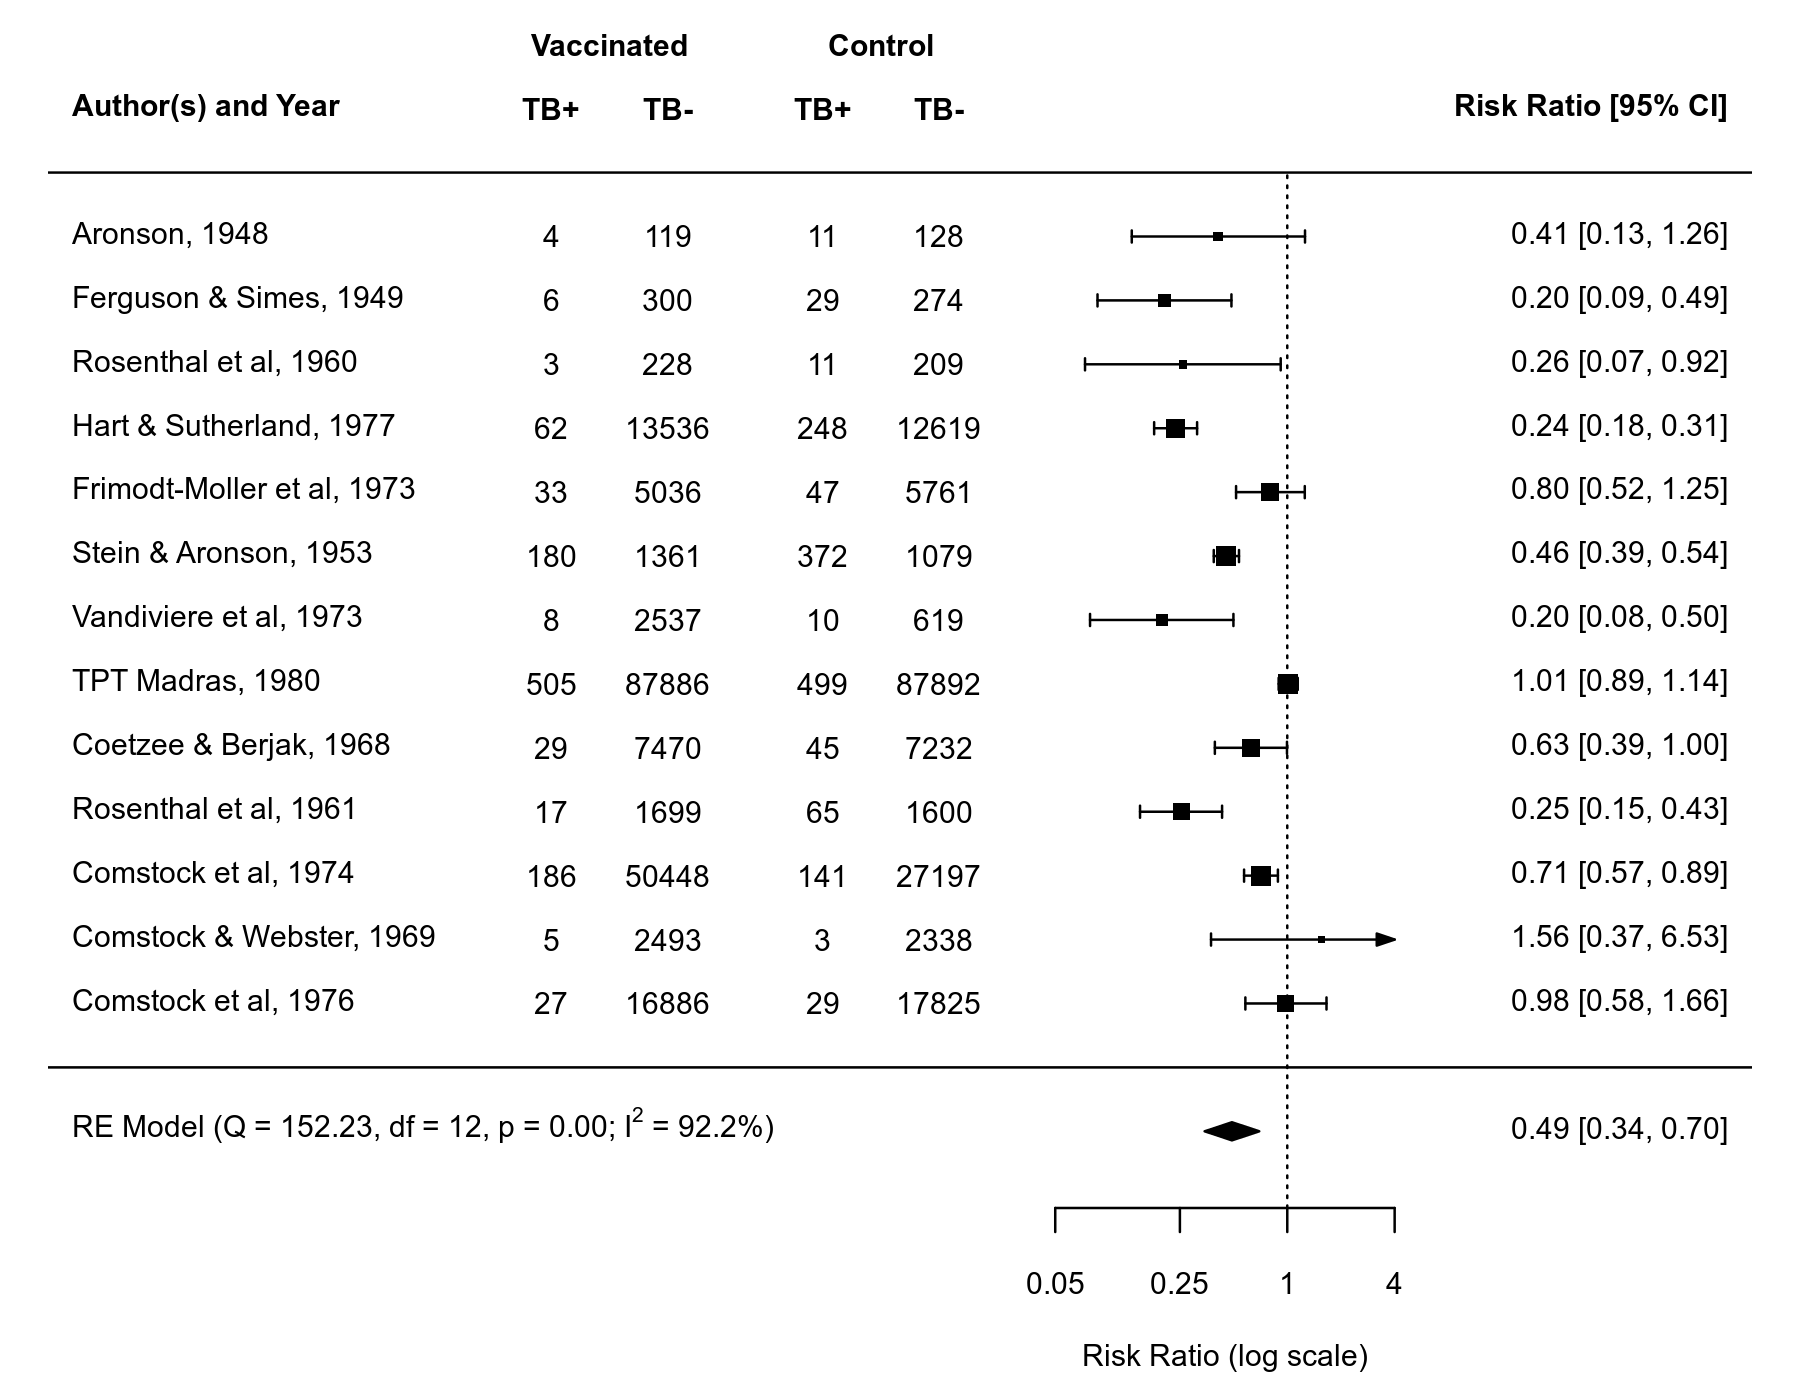 Vaccinated Control
Author(s) and Year TB+ TB- TB+ TB- Risk Ratio [95% CI]
Aronson, 1948 4 119 11 128 0.41 [0.13, 1.26]
Ferguson & Simes, 1949 6 300 29 274 0.20 [0.09, 0.49]
Rosenthal et al, 1960 3 228 11 209 0.26 [0.07, 0.92]
Hart & Sutherland, 1977 62 13536 248 12619 0.24 [0.18, 0.31]
Frimodt-Moller et al, 1973 33 5036 47 5761 0.80 [0.52, 1.25]
Stein & Aronson, 1953 180 1361 372 1079 0.46 [0.39, 0.54]
Vandiviere et al, 1973 8 2537 10 619 0.20 [0.08, 0.50]
TPT Madras, 1980 505 87886 499 87892 1.01 [0.89, 1.14]
Coetzee & Berjak, 1968 29 7470 45 7232 0.63 [0.39, 1.00]
Rosenthal et al, 1961 17 1699 65 1600 0.25 [0.15, 0.43]
Comstock et al, 1974 186 50448 141 27197 0.71 [0.57, 0.89]
Comstock & Webster, 1969 5 2493 3 2338 1.56 [0.37, 6.53]
Comstock et al, 1976 27 16886 29 17825 0.98 [0.58, 1.66]
RE Model (Q = 152.23, df = 12, p = 0.00; I² = 92.2%) 0.49 [0.34, 0.70]
0.05 0.25 1 4
Risk Ratio (log scale)